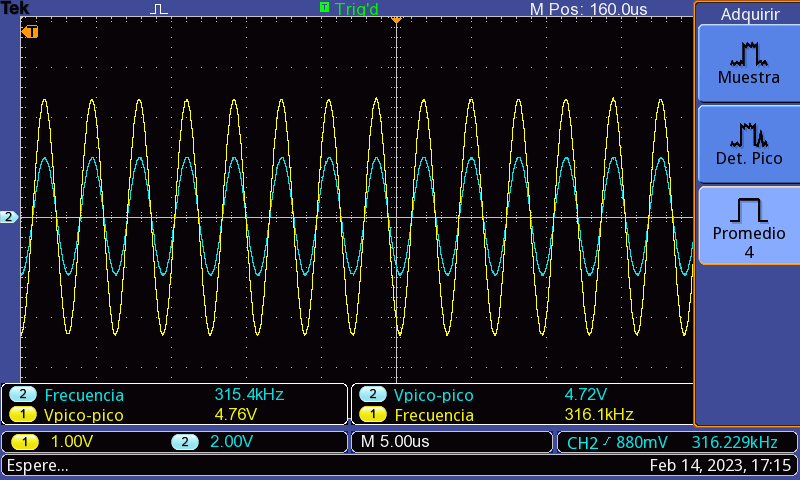 Tek T Trig'd M Pos: 160.0us
Adquirir
T
Muestra
Det. Pico
2
Promedio
4
2 Frecuencia 315.4kHz 2 Vpico-pico 4.72V
1 Vpico-pico 4.76V 1 Frecuencia 316.1kHz
1 1.00V 2 2.00V M 5.00us CH2 880mV 316.229kHz
Espere... Feb 14, 2023, 17:15